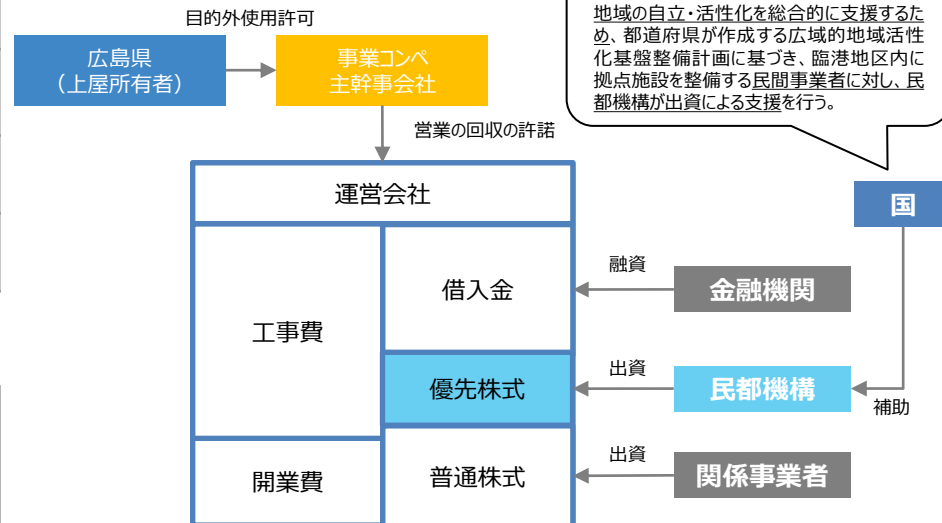 目的外使用許可
広島県
（上屋所有者）
事業コンペ
主幹事会社
地域の自立・活性化を総合的に支援するた
め、都道府県が作成する広域的地域活性
化基盤整備計画に基づき、臨港地区内に
拠点施設を整備する民間事業者に対し、民
都機構が出資による支援を行う。
営業の回収の許諾
運営会社
国
工事費
借入金
融資
金融機関
優先株式
出資
民都機構
補助
開業費
普通株式
出資
関係事業者